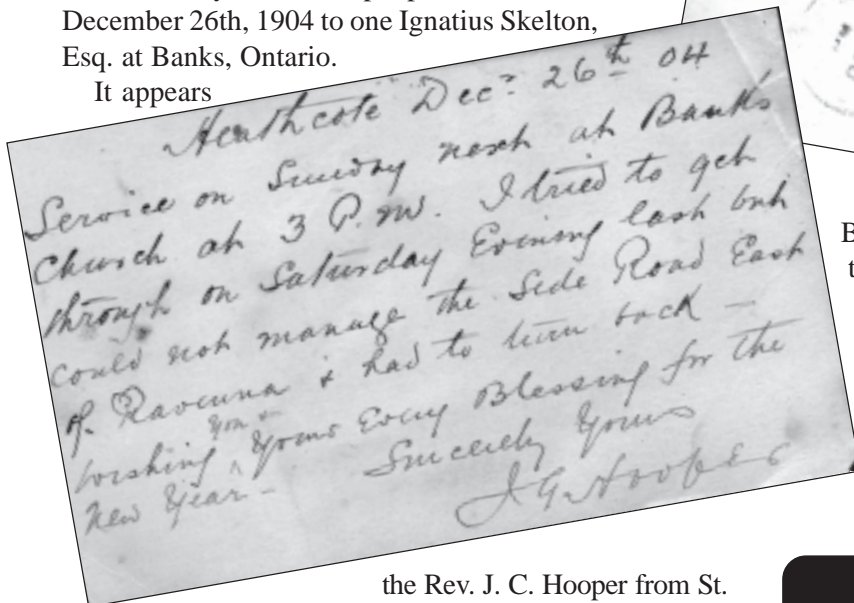 December 26th, 1904 to one Ignatius Skelton,
Esq. at Banks, Ontario.
It appears
Heathcote Dec.r 26th 04
Service on Sunday next at Banks
Church at 3 P.M. I tried to get
through on Saturday Evening last but
could not manage the Side Road East
of Ravenna & had to turn back —
wishing you & yours Every Blessing for the
New Year —
Sincerely yours
J G Hooper
the Rev. J. C. Hooper from St.